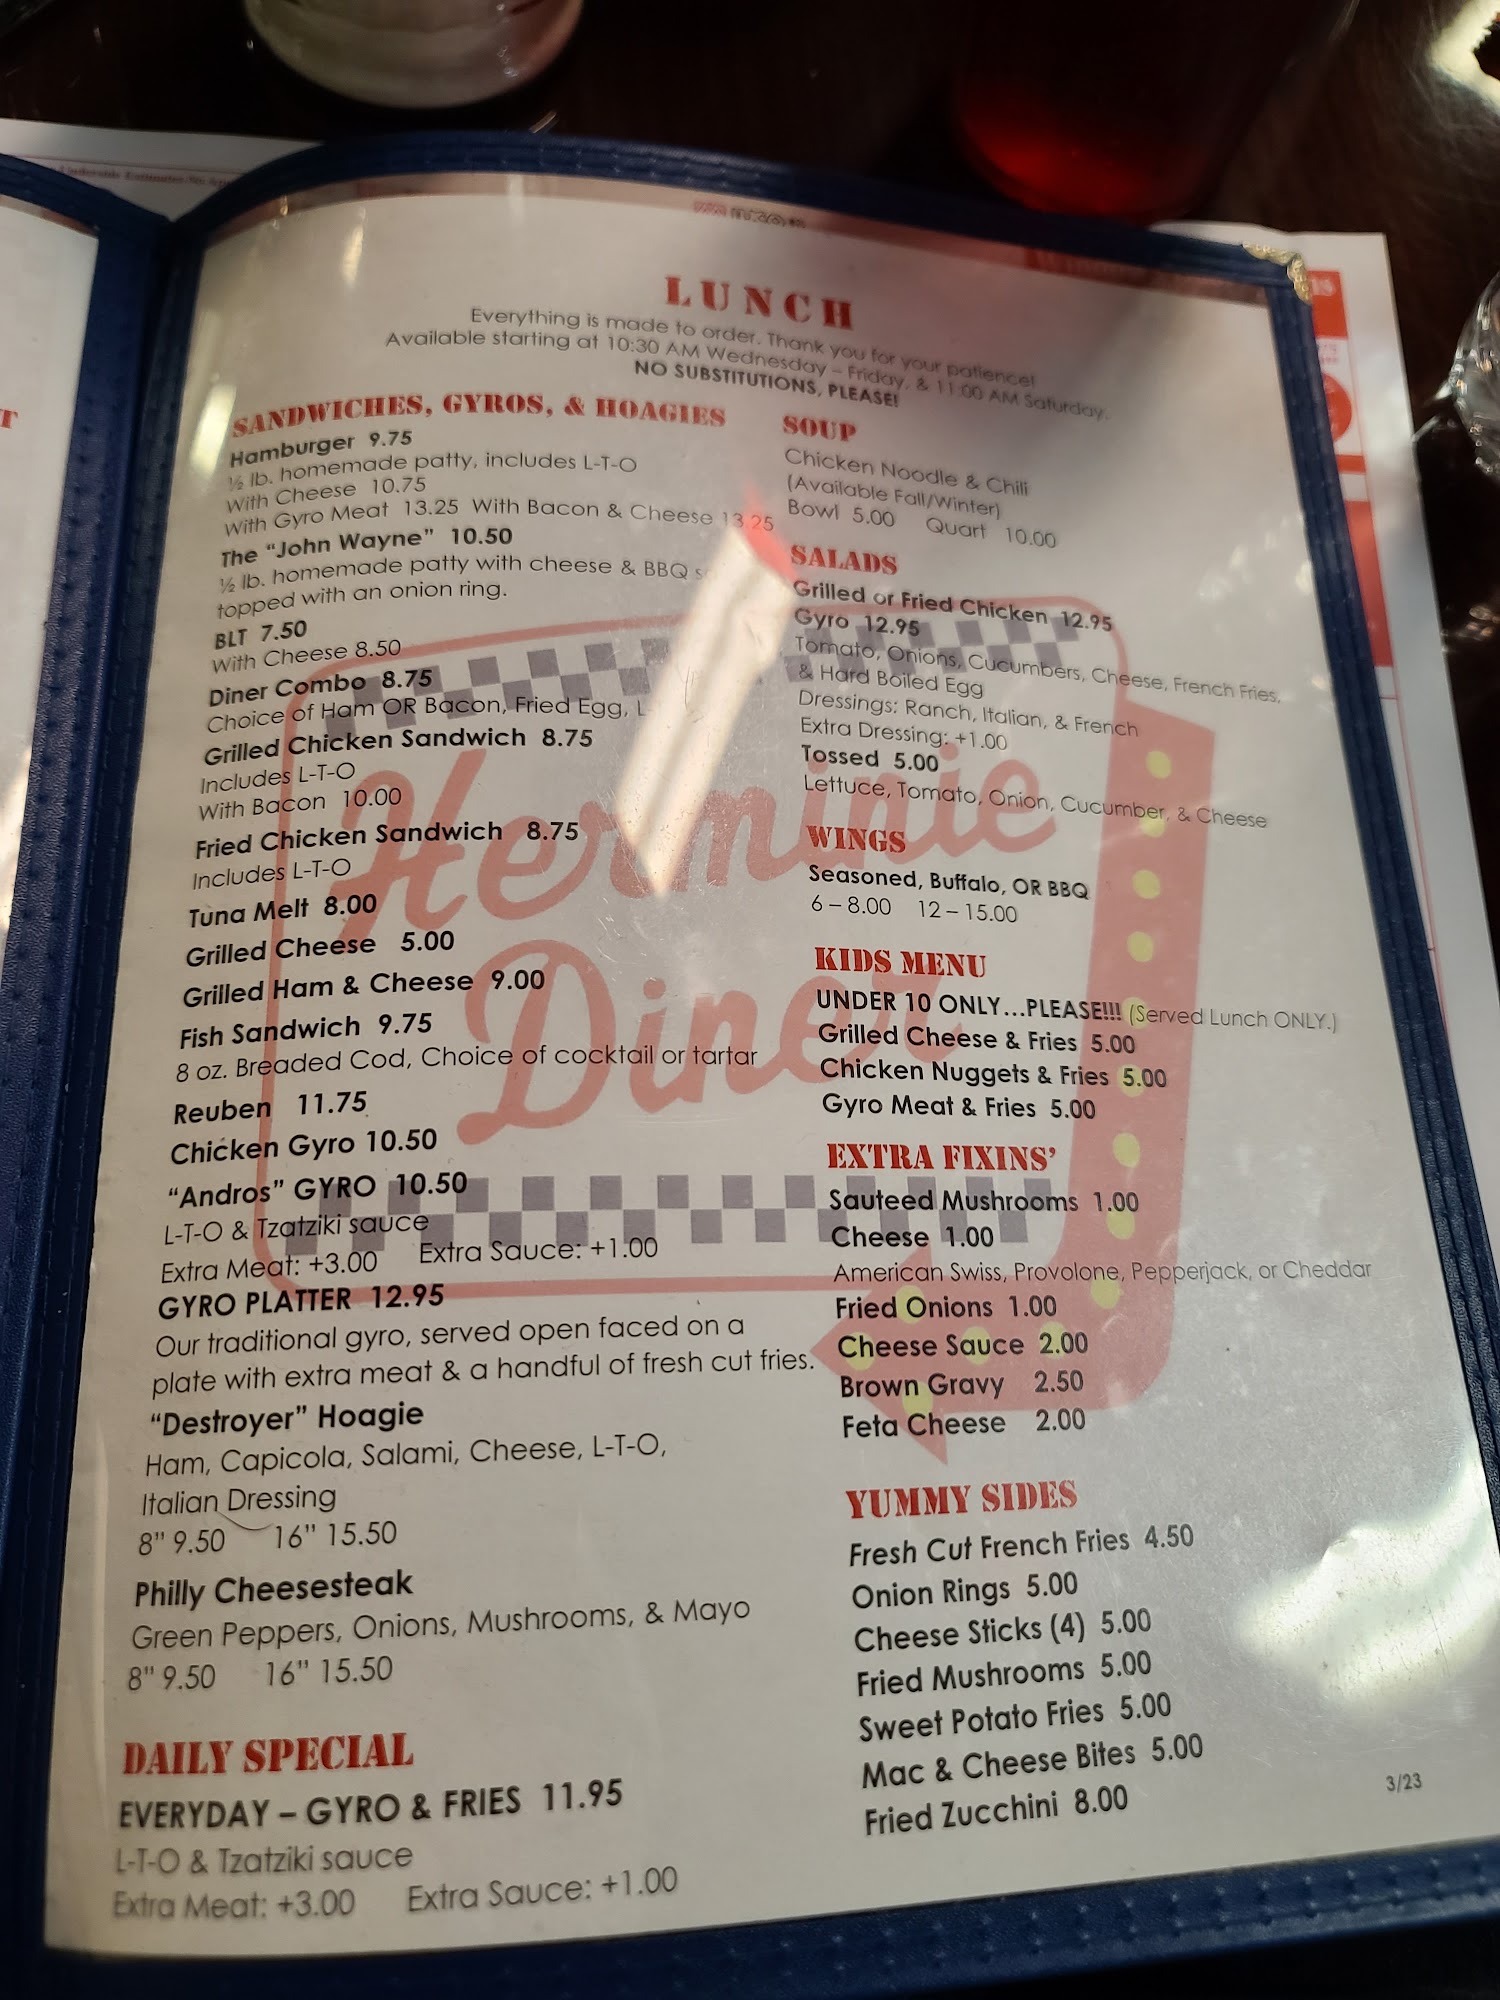 LUNCH
Everything is made to order. Thank you for your patience!
Available starting at 10:30 AM Wednesday – Friday, & 11:00 AM Saturday.
NO SUBSTITUTIONS, PLEASE!
SANDWICHES, GYROS, & HOAGIES
Hamburger 9.75
½ lb. homemade patty, includes L-T-O
With Cheese 10.75
With Gyro Meat 13.25 With Bacon & Cheese 13.25
The "John Wayne" 10.50
½ lb. homemade patty with cheese & BBQ
topped with an onion ring.
BLT 7.50
With Cheese 8.50
Diner Combo 8.75
Choice of Ham OR Bacon, Fried Egg,
Grilled Chicken Sandwich 8.75
Includes L-T-O
With Bacon 10.00
Fried Chicken Sandwich 8.75
Includes L-T-O
Tuna Melt 8.00
Grilled Cheese 5.00
Grilled Ham & Cheese 9.00
Fish Sandwich 9.75
8 oz. Breaded Cod, Choice of cocktail or tartar
Reuben 11.75
Chicken Gyro 10.50
"Andros" GYRO 10.50
L-T-O & Tzatziki sauce
Extra Meat: +3.00 Extra Sauce: +1.00
GYRO PLATTER 12.95
Our traditional gyro, served open faced on a
plate with extra meat & a handful of fresh cut fries.
"Destroyer" Hoagie
Ham, Capicola, Salami, Cheese, L-T-O,
Italian Dressing
8" 9.50 16" 15.50
Philly Cheesesteak
Green Peppers, Onions, Mushrooms, & Mayo
8" 9.50 16" 15.50
DAILY SPECIAL
EVERYDAY – GYRO & FRIES 11.95
L-T-O & Tzatziki sauce
Extra Meat: +3.00 Extra Sauce: +1.00
SOUP
Chicken Noodle & Chili
(Available Fall/Winter)
Bowl 5.00 Quart 10.00
SALADS
Grilled or Fried Chicken 12.95
Gyro 12.95
Tomato, Onions, Cucumbers, Cheese, French Fries,
& Hard Boiled Egg
Dressings: Ranch, Italian, & French
Extra Dressing: +1.00
Tossed 5.00
Lettuce, Tomato, Onion, Cucumber, & Cheese
WINGS
Seasoned, Buffalo, OR BBQ
6 – 8.00 12 – 15.00
KIDS MENU
UNDER 10 ONLY...PLEASE!!! (Served Lunch ONLY.)
Grilled Cheese & Fries 5.00
Chicken Nuggets & Fries 5.00
Gyro Meat & Fries 5.00
EXTRA FIXINS'
Sauteed Mushrooms 1.00
Cheese 1.00
American Swiss, Provolone, Pepperjack, or Cheddar
Fried Onions 1.00
Cheese Sauce 2.00
Brown Gravy 2.50
Feta Cheese 2.00
YUMMY SIDES
Fresh Cut French Fries 4.50
Onion Rings 5.00
Cheese Sticks (4) 5.00
Fried Mushrooms 5.00
Sweet Potato Fries 5.00
Mac & Cheese Bites 5.00
Fried Zucchini 8.00
3/23
Herminie
Diner